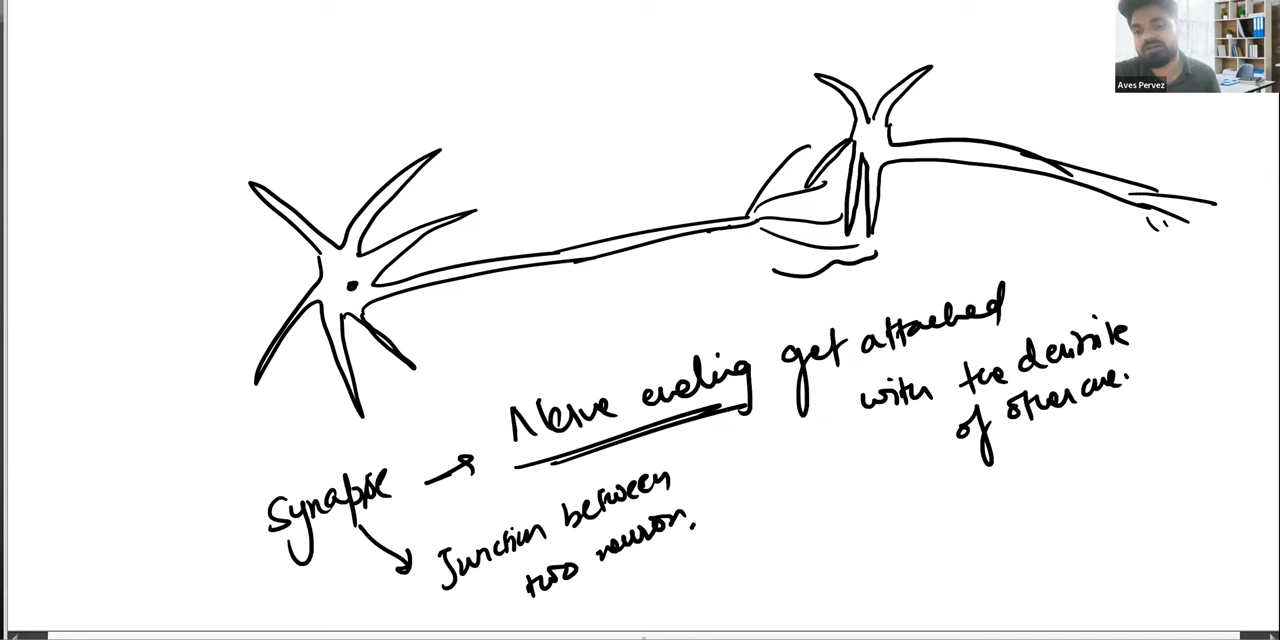 Aves Pervez
Nerve ending get attached
with the dendrite
of other one.
Synapse →
Junction between
two neuron.